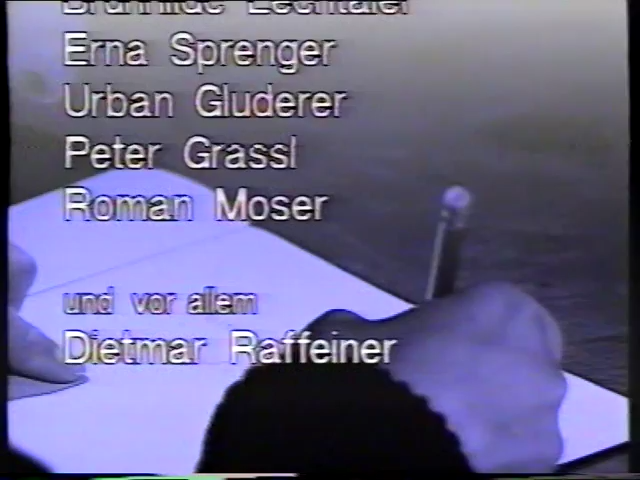 Erna Sprenger
Urban Gluderer
Peter Grassl
Roman Moser
und vor allem
Dietmar Raffeiner